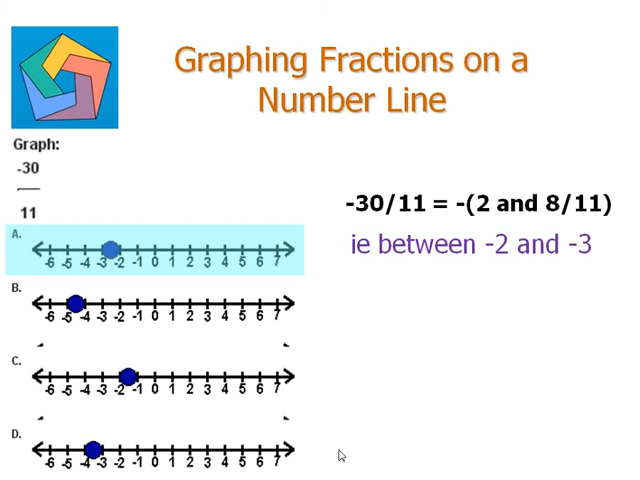 Graphing Fractions on a
Number Line
Graph:
-30
11
-30/11 = -(2 and 8/11)
ie between -2 and -3
A.
-6 -5 -4 -3 -2 -1 0 1 2 3 4 5 6 7
B.
-6 -5 -4 -3 -2 -1 0 1 2 3 4 5 6 7
C.
-6 -5 -4 -3 -2 -1 0 1 2 3 4 5 6 7
D.
-6 -5 -4 -3 -2 -1 0 1 2 3 4 5 6 7